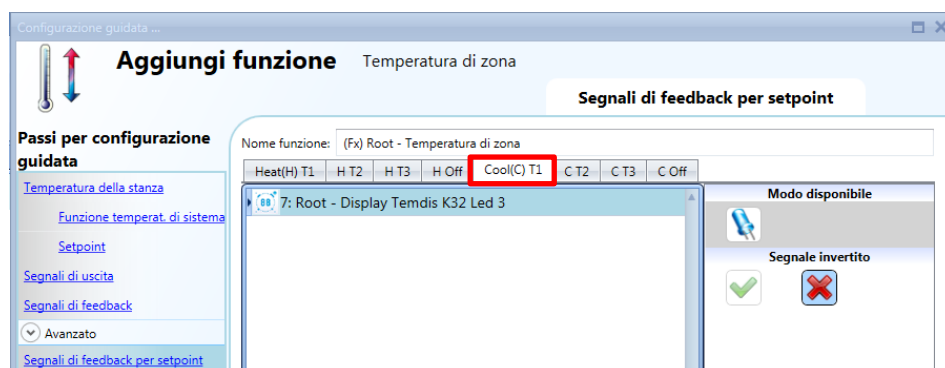 Configurazione guidata ...
Aggiungi funzione Temperatura di zona
Segnali di feedback per setpoint
Passi per configurazione
guidata
Temperatura della stanza
Funzione temperat. di sistema
Setpoint
Segnali di uscita
Segnali di feedback
Avanzato
Segnali di feedback per setpoint
Nome funzione: (Fx) Root - Temperatura di zona
Heat(H) T1 H T2 H T3 H Off Cool(C) T1 C T2 C T3 C Off
7: Root - Display Temdis K32 Led 3
Modo disponibile
Segnale invertito